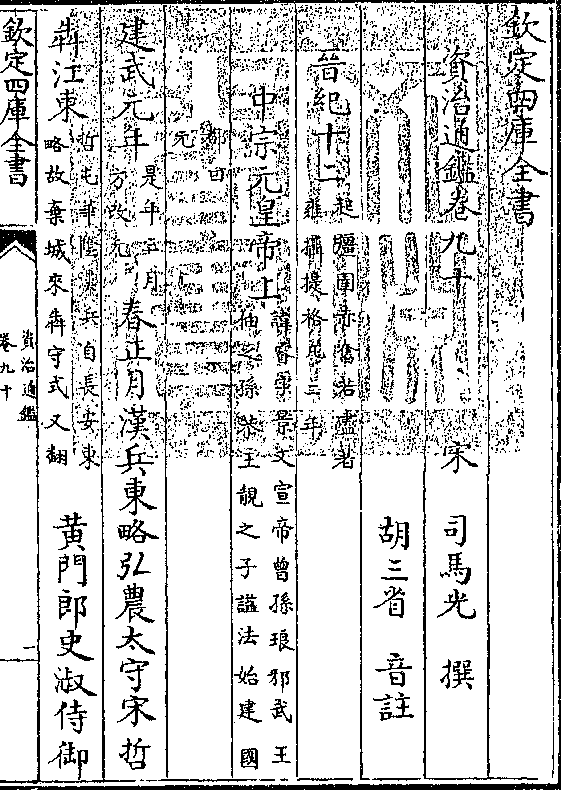 欽定四庫全書
資治通鑑卷九十
宋 司馬光 撰
胡三省 音註
晉紀十二
起彊圉赤奮若盡著
雍攝提格凡二年
中宗元皇帝上
諱睿字景文宣帝曾孫琅邪武王
伷之孫恭王靚之子諡法始建國
都曰
元
建武元年
是年三月
方改元
春正月漢兵東略弘農太守宋哲
犇江東
哲屯華陰漢兵自長安東
略故棄城來犇守式又翻
黃門郎史淑侍御
欽定四庫全書
資治通鑑
卷九十